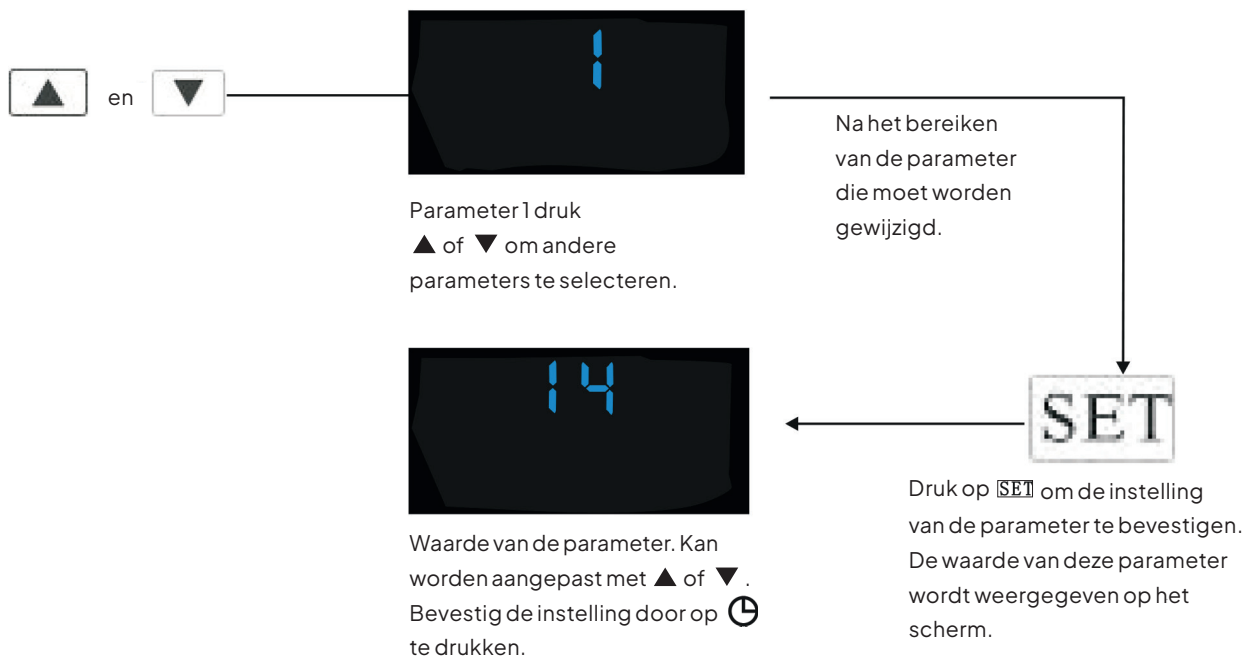 ▲ en ▼
1
Na het bereiken
van de parameter
die moet worden
gewijzigd.
Parameter 1 druk
▲ of ▼ om andere
parameters te selecteren.
14
SET
Druk op SET om de instelling
van de parameter te bevestigen.
De waarde van deze parameter
wordt weergegeven op het
scherm.
Waarde van de parameter. Kan
worden aangepast met ▲ of ▼.
Bevestig de instelling door op
te drukken.